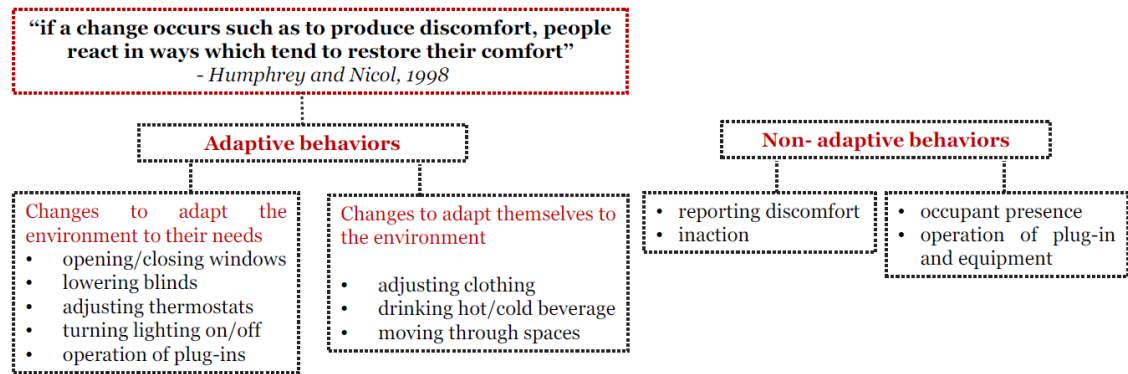 “if a change occurs such as to produce discomfort, people
react in ways which tend to restore their comfort”
- Humphrey and Nicol, 1998
Adaptive behaviors
Non- adaptive behaviors
Changes to adapt the
environment to their needs
• opening/closing windows
• lowering blinds
• adjusting thermostats
• turning lighting on/off
• operation of plug-ins
Changes to adapt themselves to
the environment
• adjusting clothing
• drinking hot/cold beverage
• moving through spaces
• reporting discomfort
• inaction
• occupant presence
• operation of plug-in
and equipment